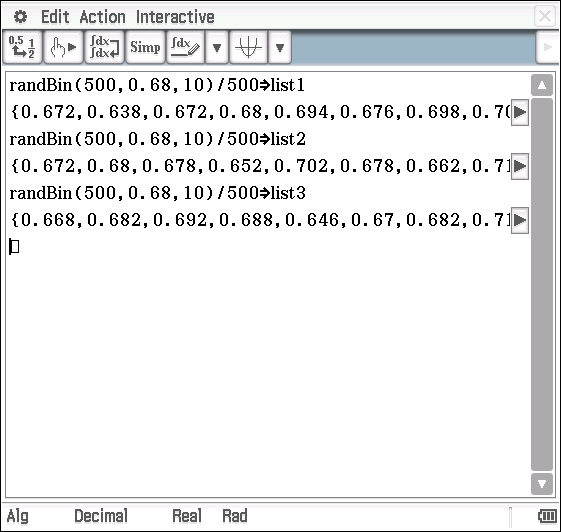 Edit Action Interactive
0.5 1 2 ∫dx ∫dx Simp ∫dx
randBin(500,0.68,10)/500⇒list1
{0.672,0.638,0.672,0.68,0.694,0.676,0.698,0.70
randBin(500,0.68,10)/500⇒list2
{0.672,0.68,0.678,0.652,0.702,0.678,0.662,0.71
randBin(500,0.68,10)/500⇒list3
{0.668,0.682,0.692,0.688,0.646,0.67,0.682,0.71
Alg Decimal Real Rad